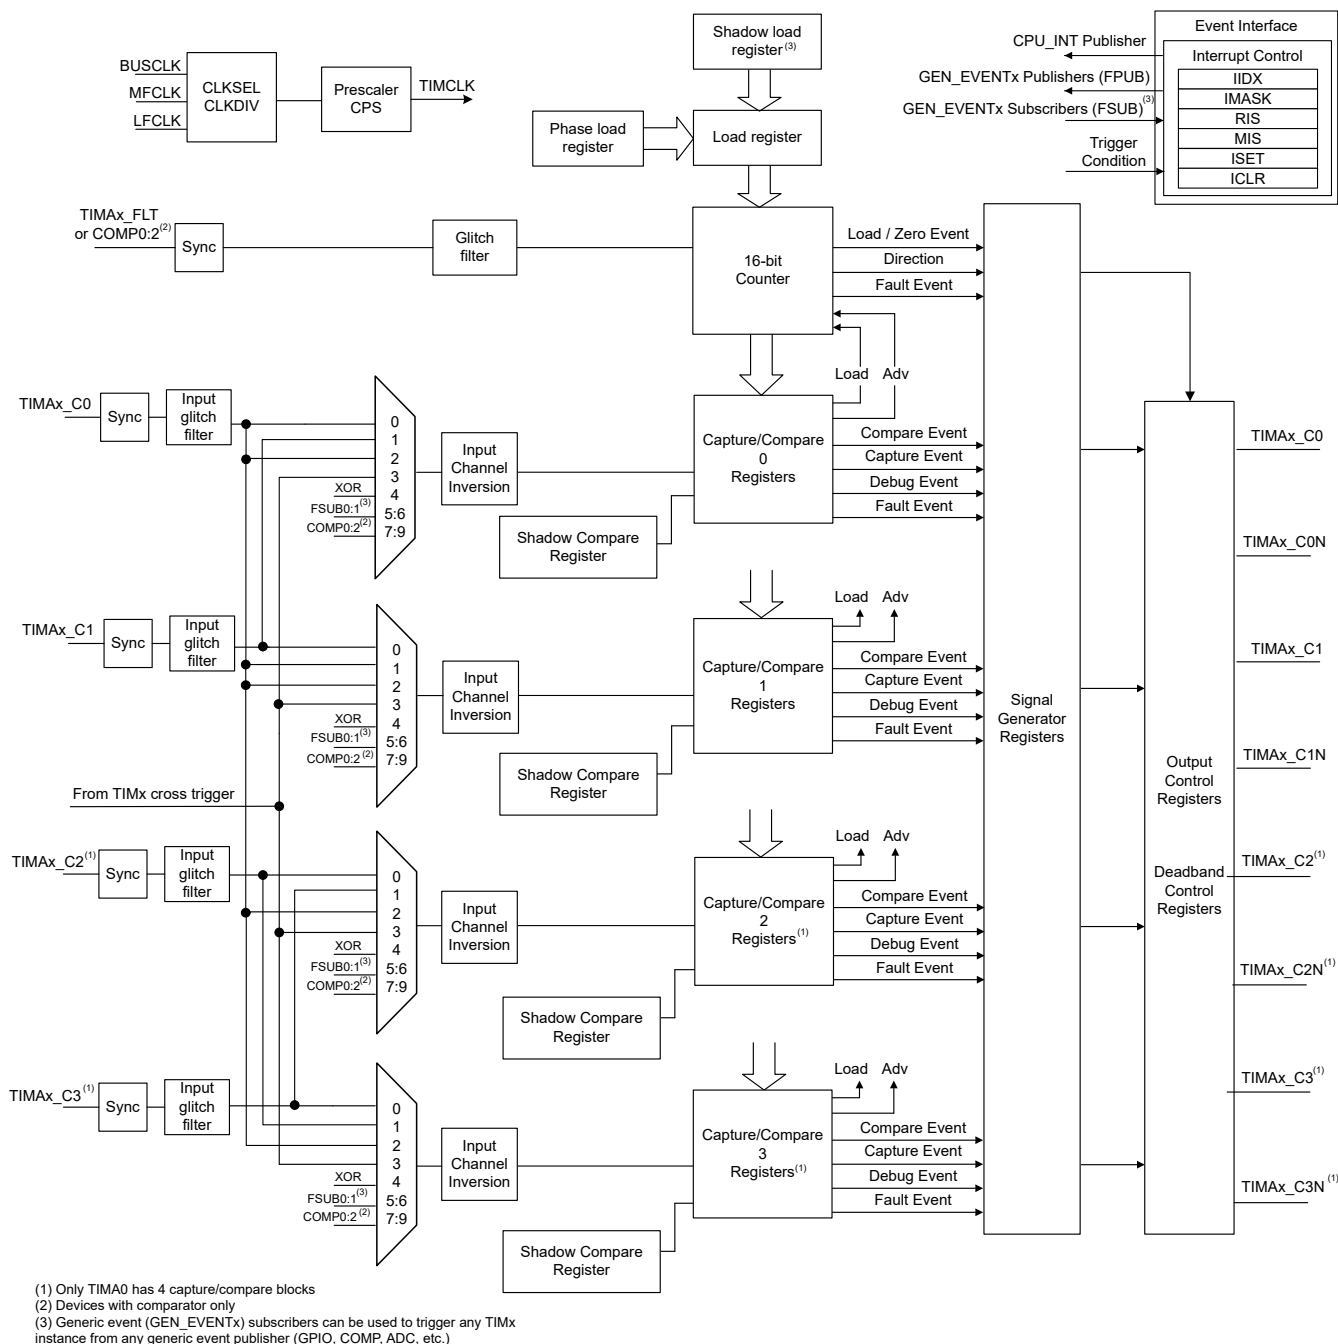 Shadow load
register(3)
Event Interface
CPU_INT Publisher
Interrupt Control
GEN_EVENTx Publishers (FPUB)
GEN_EVENTx Subscribers (FSUB)(3)
Trigger
Condition
IIDX
IMASK
RIS
MIS
ISET
ICLR
BUSCLK
MFCLK
LFCLK
CLKSEL
CLKDIV
Prescaler
CPS
TIMCLK
Phase load
register
Load register
TIMAx_FLT
or COMP0:2(2)
Sync
Glitch
filter
16-bit
Counter
Load / Zero Event
Direction
Fault Event
Load
Adv
TIMAx_C0
Sync
Input
glitch
filter
0
1
2
3
4
5:6
7:9
XOR
FSUB0:1(3)
COMP0:2(2)
Input
Channel
Inversion
Capture/Compare
0
Registers
Compare Event
Capture Event
Debug Event
Fault Event
Shadow Compare
Register
Load
Adv
TIMAx_C1
Sync
Input
glitch
filter
0
1
2
3
4
5:6
7:9
XOR
FSUB0:1(3)
COMP0:2(2)
Input
Channel
Inversion
Capture/Compare
1
Registers
Compare Event
Capture Event
Debug Event
Fault Event
Shadow Compare
Register
From TIMx cross trigger
Load
Adv
TIMAx_C2(1)
Sync
Input
glitch
filter
0
1
2
3
4
5:6
7:9
XOR
FSUB0:1(3)
COMP0:2(2)
Input
Channel
Inversion
Capture/Compare
2
Registers(1)
Compare Event
Capture Event
Debug Event
Fault Event
Shadow Compare
Register
Load
Adv
TIMAx_C3(1)
Sync
Input
glitch
filter
0
1
2
3
4
5:6
7:9
XOR
FSUB0:1(3)
COMP0:2(2)
Input
Channel
Inversion
Capture/Compare
3
Registers(1)
Compare Event
Capture Event
Debug Event
Fault Event
Shadow Compare
Register
Signal
Generator
Registers
Output
Control
Registers
Deadband
Control
Registers
TIMAx_C0
TIMAx_C0N
TIMAx_C1
TIMAx_C1N
TIMAx_C2(1)
TIMAx_C2N(1)
TIMAx_C3(1)
TIMAx_C3N(1)
(1) Only TIMA0 has 4 capture/compare blocks
(2) Devices with comparator only
(3) Generic event (GEN_EVENTx) subscribers can be used to trigger any TIMx
instance from any generic event publisher (GPIO, COMP, ADC, etc.)